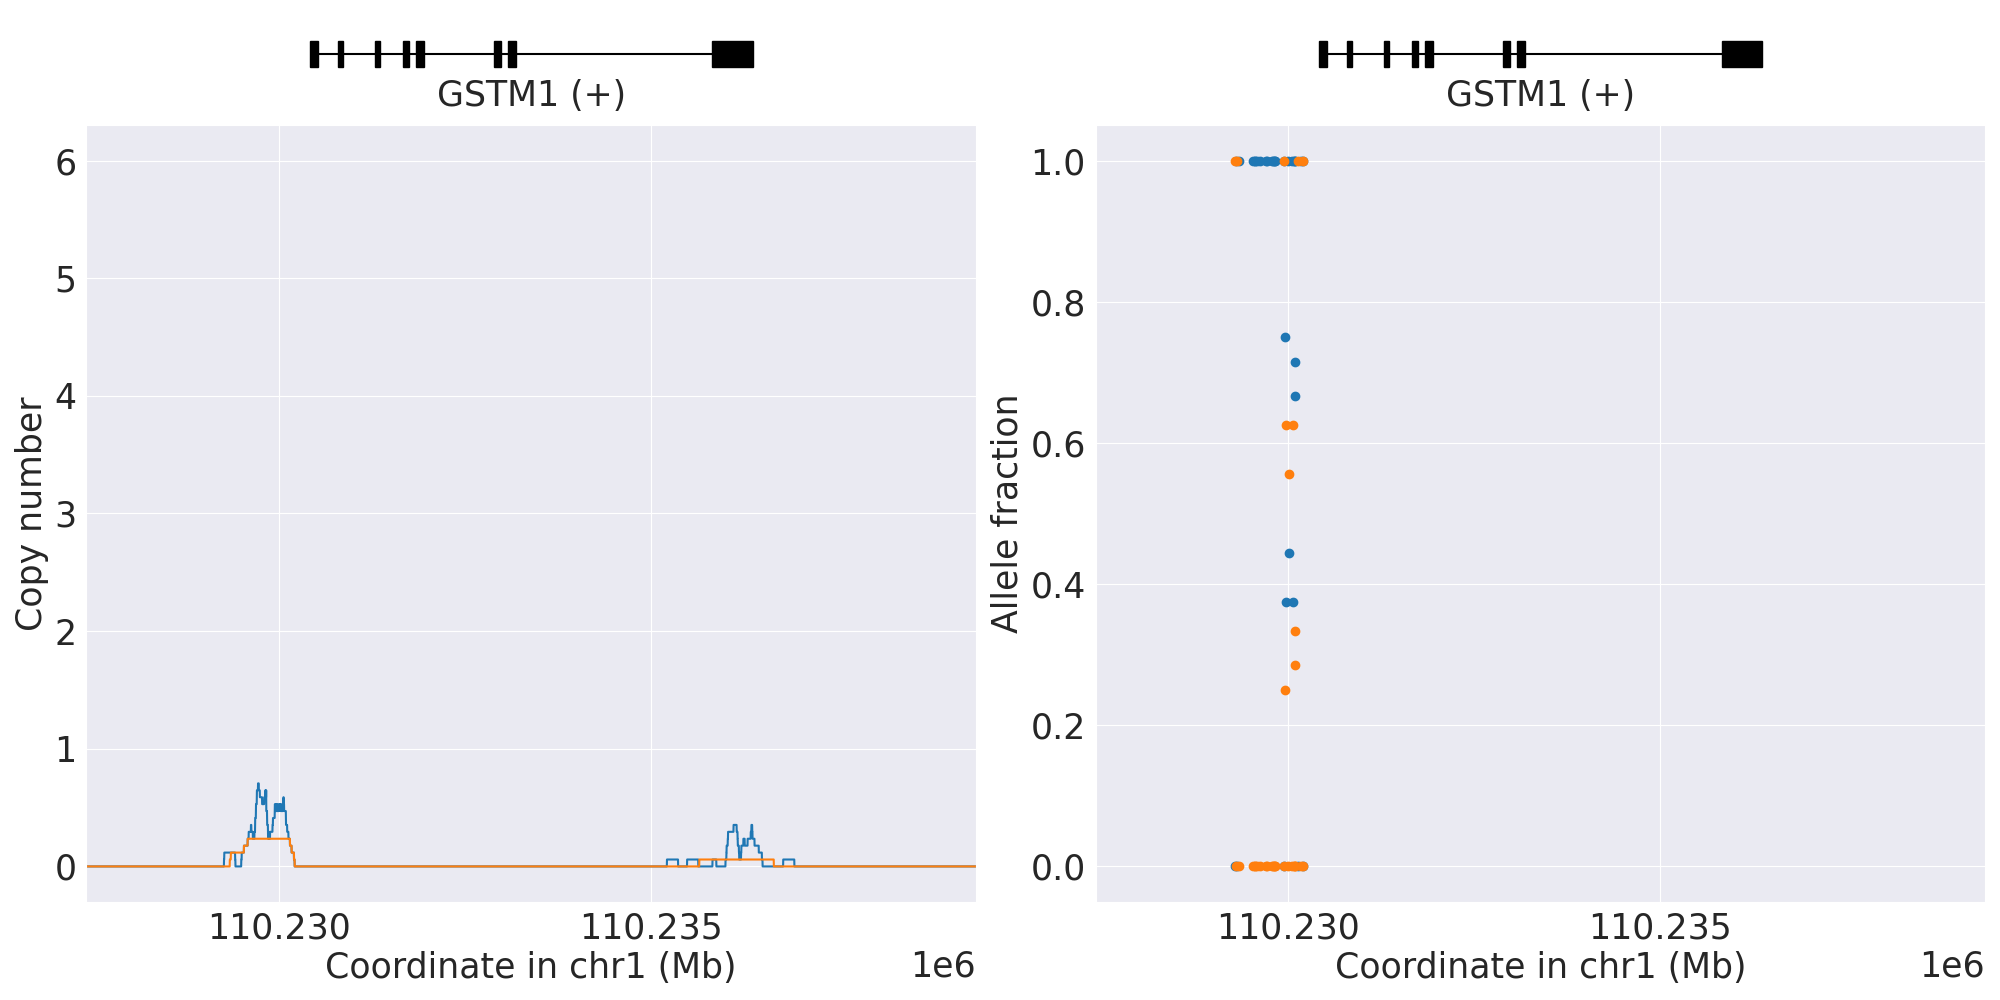 GSTM1 (+)
GSTM1 (+)
6
5
4
3
2
1
0
Copy number
110.230
110.235
Coordinate in chr1 (Mb)
1e6
1.0
0.8
0.6
0.4
0.2
0.0
Allele fraction
110.230
110.235
Coordinate in chr1 (Mb)
1e6